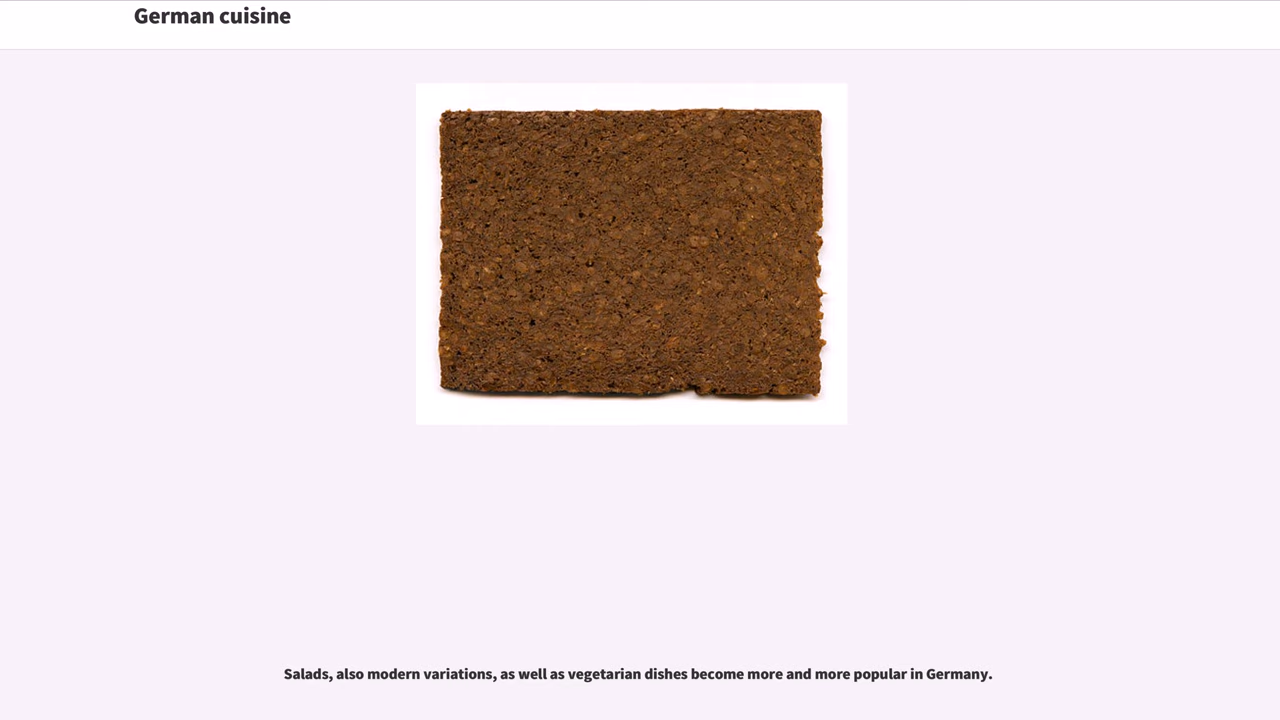 German cuisine
Salads, also modern variations, as well as vegetarian dishes become more and more popular in Germany.